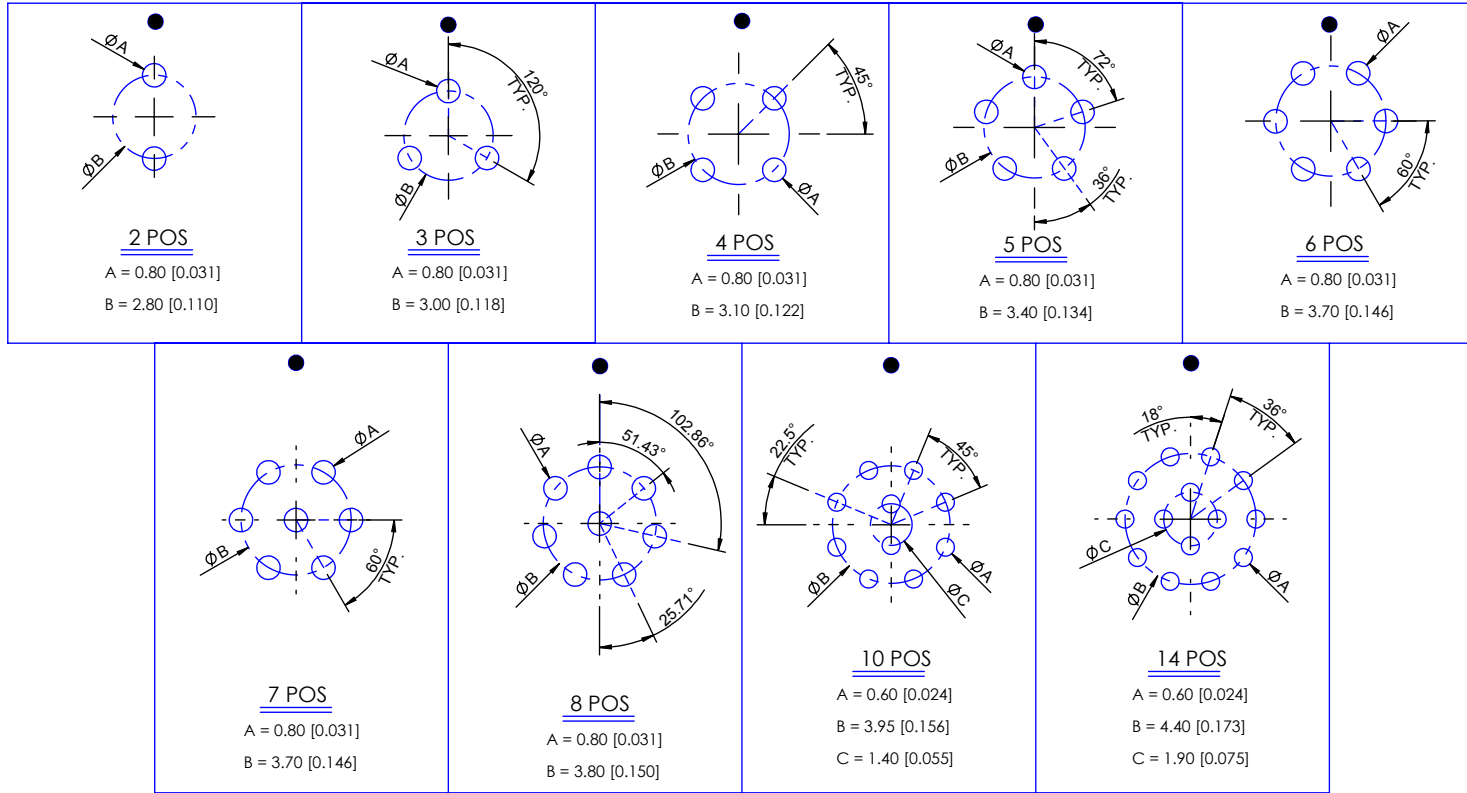 ØA
ØB
2 POS
A = 0.80 [0.031]
B = 2.80 [0.110]
ØA
120°
TYP.
ØB
3 POS
A = 0.80 [0.031]
B = 3.00 [0.118]
45°
TYP.
ØB
ØA
4 POS
A = 0.80 [0.031]
B = 3.10 [0.122]
ØA
72°
TYP.
ØB
36°
TYP.
5 POS
A = 0.80 [0.031]
B = 3.40 [0.134]
ØA
60°
TYP.
6 POS
A = 0.80 [0.031]
B = 3.70 [0.146]
ØA
ØB
60°
TYP.
7 POS
A = 0.80 [0.031]
B = 3.70 [0.146]
102.86°
51.43°
ØA
ØB
25.71°
8 POS
A = 0.80 [0.031]
B = 3.80 [0.150]
22.5°
TYP.
45°
TYP.
ØB
ØA
ØC
10 POS
A = 0.60 [0.024]
B = 3.95 [0.156]
C = 1.40 [0.055]
18°
TYP.
36°
TYP.
ØC
ØB
ØA
14 POS
A = 0.60 [0.024]
B = 4.40 [0.173]
C = 1.90 [0.075]